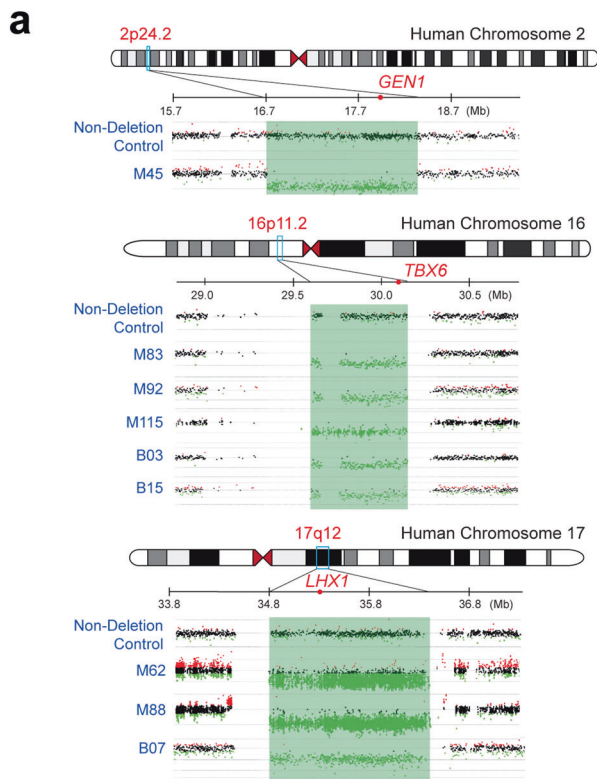 a
2p24.2
Human Chromosome 2
GEN1
15.7 16.7 17.7 18.7 (Mb)
Non-Deletion
Control
M45
16p11.2
Human Chromosome 16
TBX6
29.0 29.5 30.0 30.5 (Mb)
Non-Deletion
Control
M83
M92
M115
B03
B15
17q12
Human Chromosome 17
LHX1
33.8 34.8 35.8 36.8 (Mb)
Non-Deletion
Control
M62
M88
B07